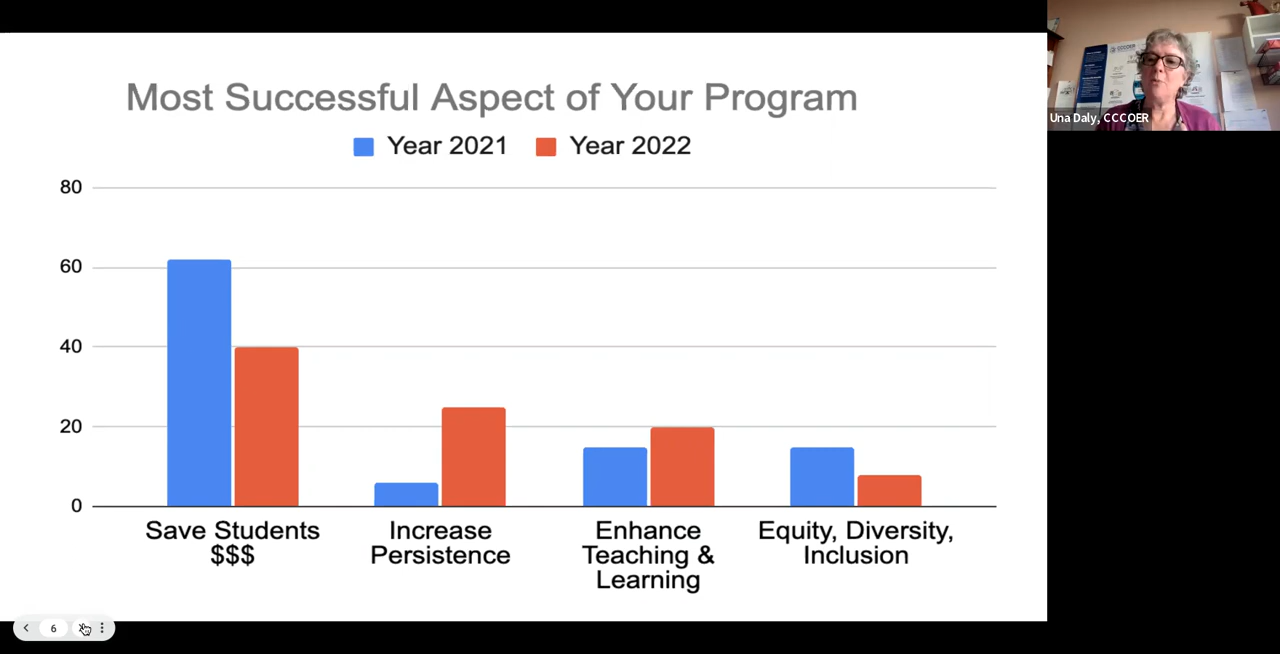 Most Successful Aspect of Your Program
Year 2021 Year 2022
80
60
40
20
0
Save Students
$$$
Increase
Persistence
Enhance
Teaching &
Learning
Equity, Diversity,
Inclusion
6
CCCOER
Una Daly, CCCOER